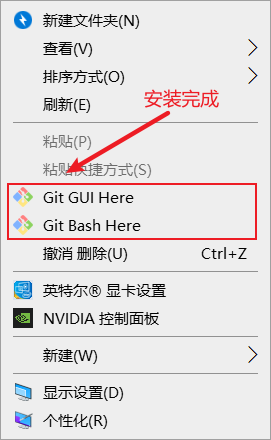 新建文件夹(N)
查看(V)
排序方式(O)
刷新(E)
安装完成
粘贴(P)
粘贴快捷方式(S)
Git GUI Here
Git Bash Here
撤消 删除(U) Ctrl+Z
英特尔® 显卡设置
NVIDIA 控制面板
新建(W)
显示设置(D)
个性化(R)